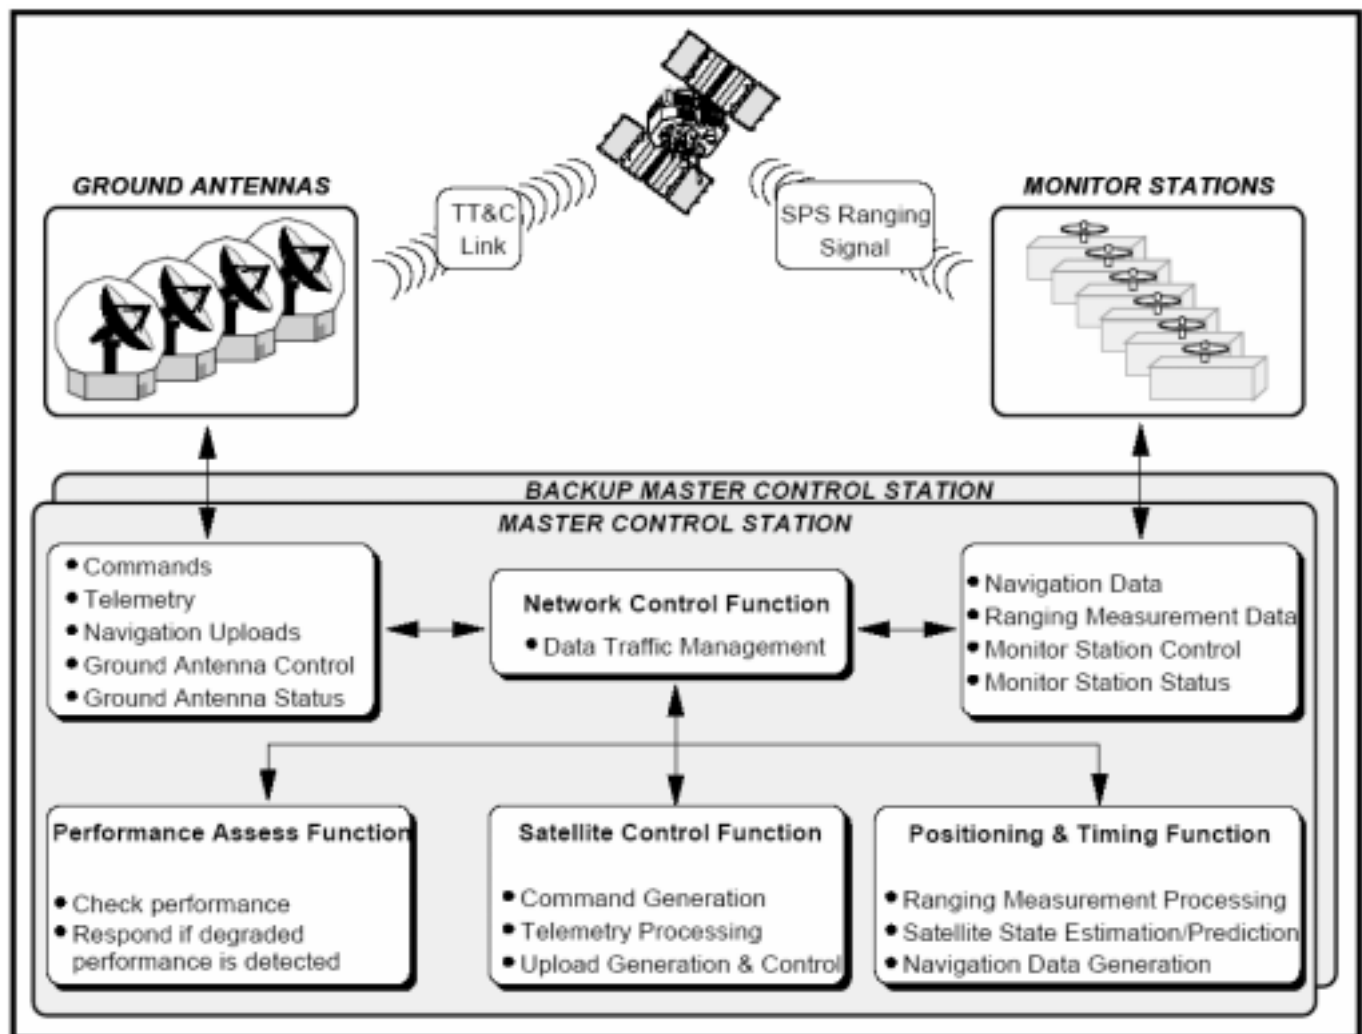 GROUND ANTENNAS
TT&C
Link
SPS Ranging
Signal
MONITOR STATIONS
BACKUP MASTER CONTROL STATION
MASTER CONTROL STATION
• Commands
• Telemetry
• Navigation Uploads
• Ground Antenna Control
• Ground Antenna Status
Network Control Function
• Data Traffic Management
• Navigation Data
• Ranging Measurement Data
• Monitor Station Control
• Monitor Station Status
Performance Assess Function
• Check performance
• Respond if degraded
performance is detected
Satellite Control Function
• Command Generation
• Telemetry Processing
• Upload Generation & Control
Positioning & Timing Function
• Ranging Measurement Processing
• Satellite State Estimation/Prediction
• Navigation Data Generation